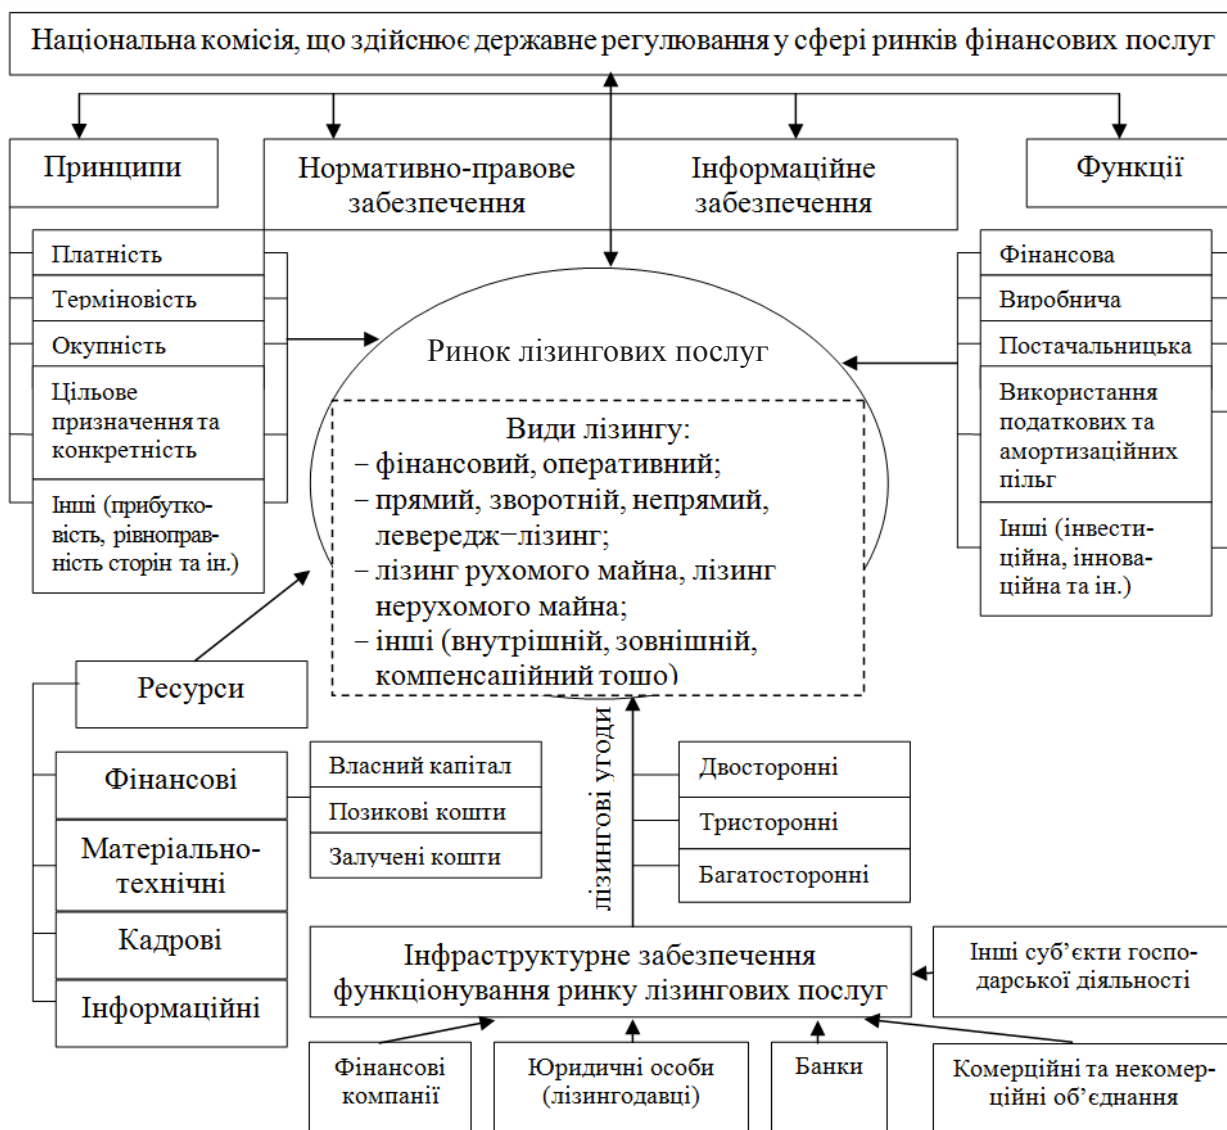 Національна комісія, що здійснює державне регулювання у сфері ринків фінансових послуг
Принципи
Нормативно-правове
забезпечення
Інформаційне
забезпечення
Функції
Платність
Терміновість
Окупність
Цільове
призначення та
конкретність
Інші (прибутко-
вість, рівноправ-
ність сторін та ін.)
Ринок лізингових послуг
Види лізингу:
– фінансовий, оперативний;
– прямий, зворотній, непрямий,
левередж–лізинг;
– лізинг рухомого майна, лізинг
нерухомого майна;
– інші (внутрішній, зовнішній,
компенсаційний тощо)
Фінансова
Виробнича
Постачальницька
Використання
податкових та
амортизаційних
пільг
Інші (інвести-
ційна, іннова-
ційна та ін.)
Ресурси
Фінансові
Матеріально-
технічні
Кадрові
Інформаційні
Власний капітал
Позикові кошти
Залучені кошти
лізингові угоди
Двосторонні
Тристоронні
Багатосторонні
Інфраструктурне забезпечення
функціонування ринку лізингових послуг
Інші суб’єкти госпо-
дарської діяльності
Фінансові
компанії
Юридичні особи
(лізингодавці)
Банки
Комерційні та некомер-
ційні об’єднання